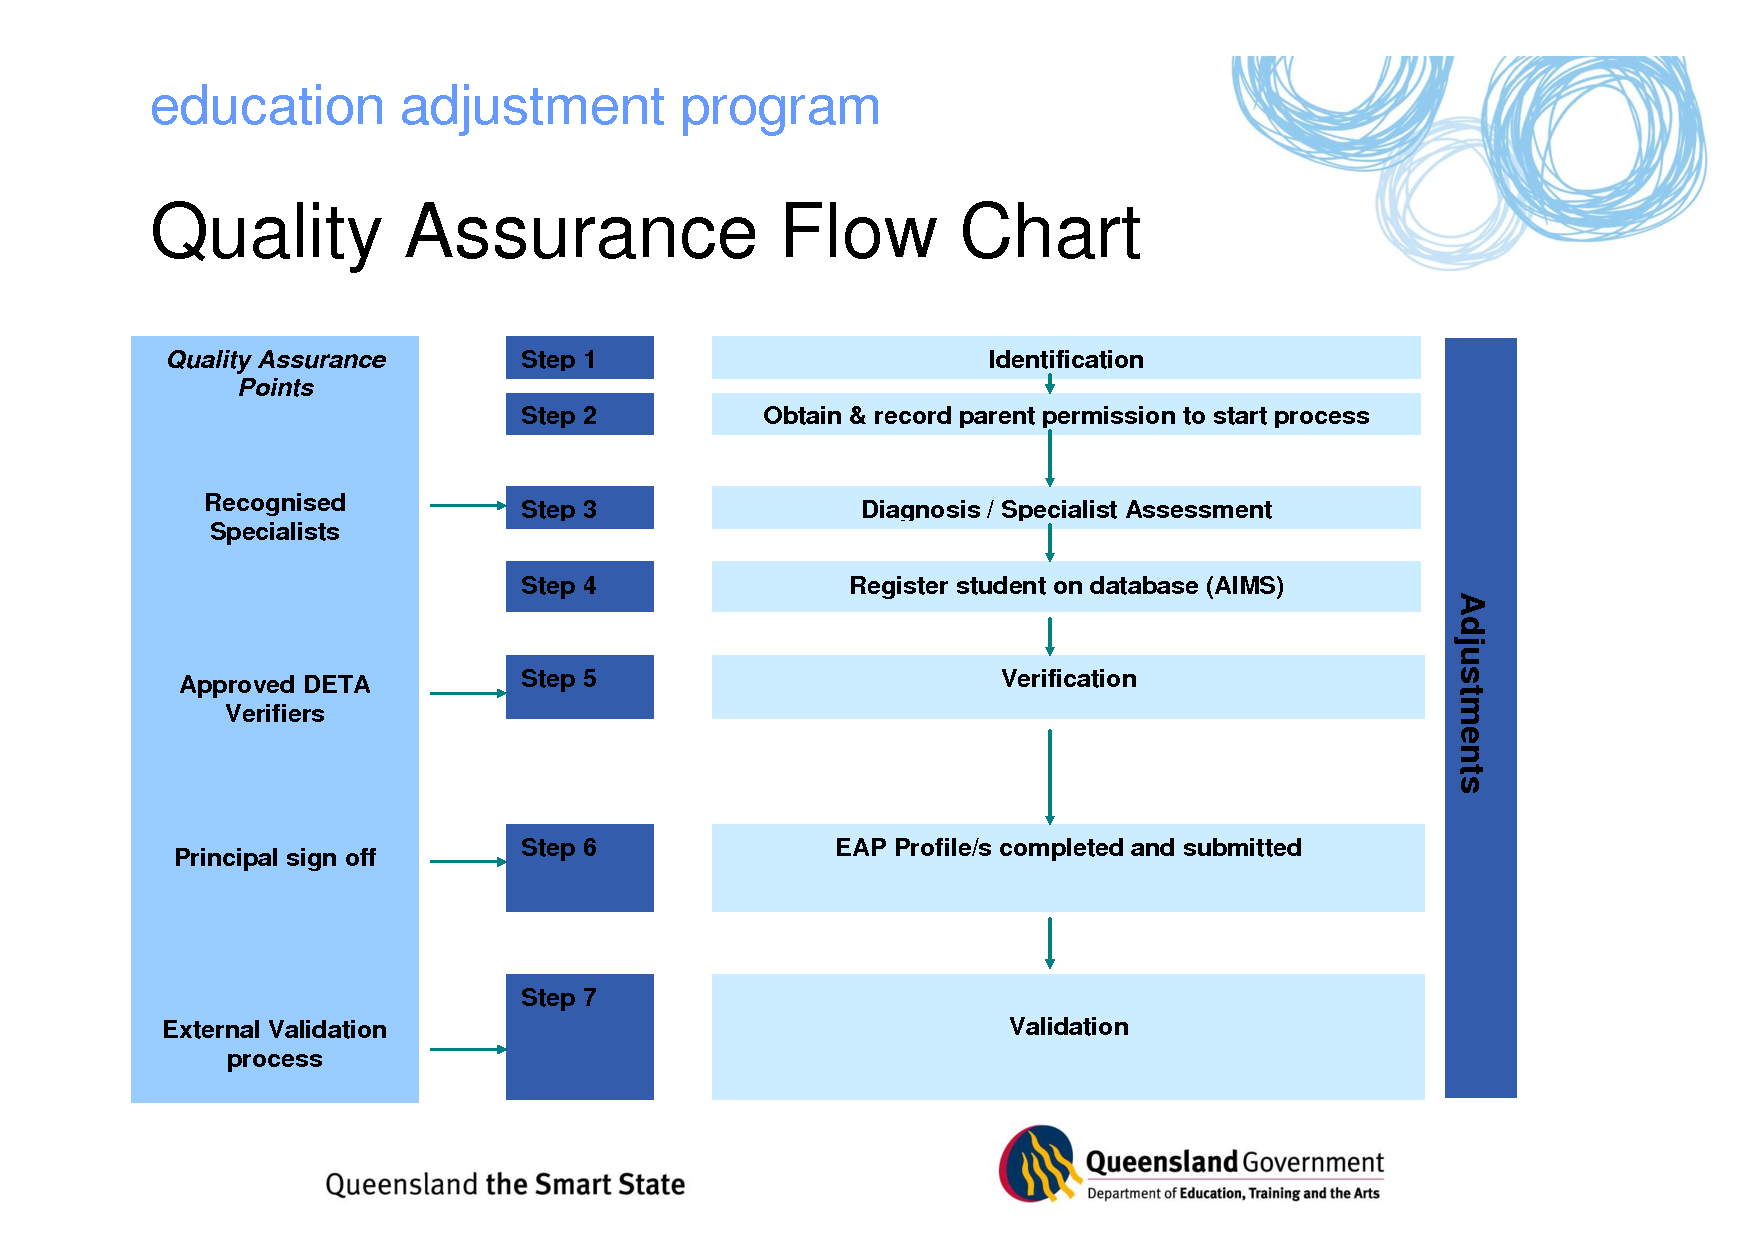 education adjustment program
Quality Assurance Flow Chart
Quality Assurance
Points
Step 1
Identification
Step 2
Obtain & record parent permission to start process
Recognised
Specialists
Step 3
Diagnosis / Specialist Assessment
Step 4
Register student on database (AIMS)
Approved DETA
Verifiers
Step 5
Verification
Principal sign off
Step 6
EAP Profile/s completed and submitted
External Validation
process
Step 7
Validation
Adjustments
Queensland the Smart State
Queensland Government
Department of Education, Training and the Arts